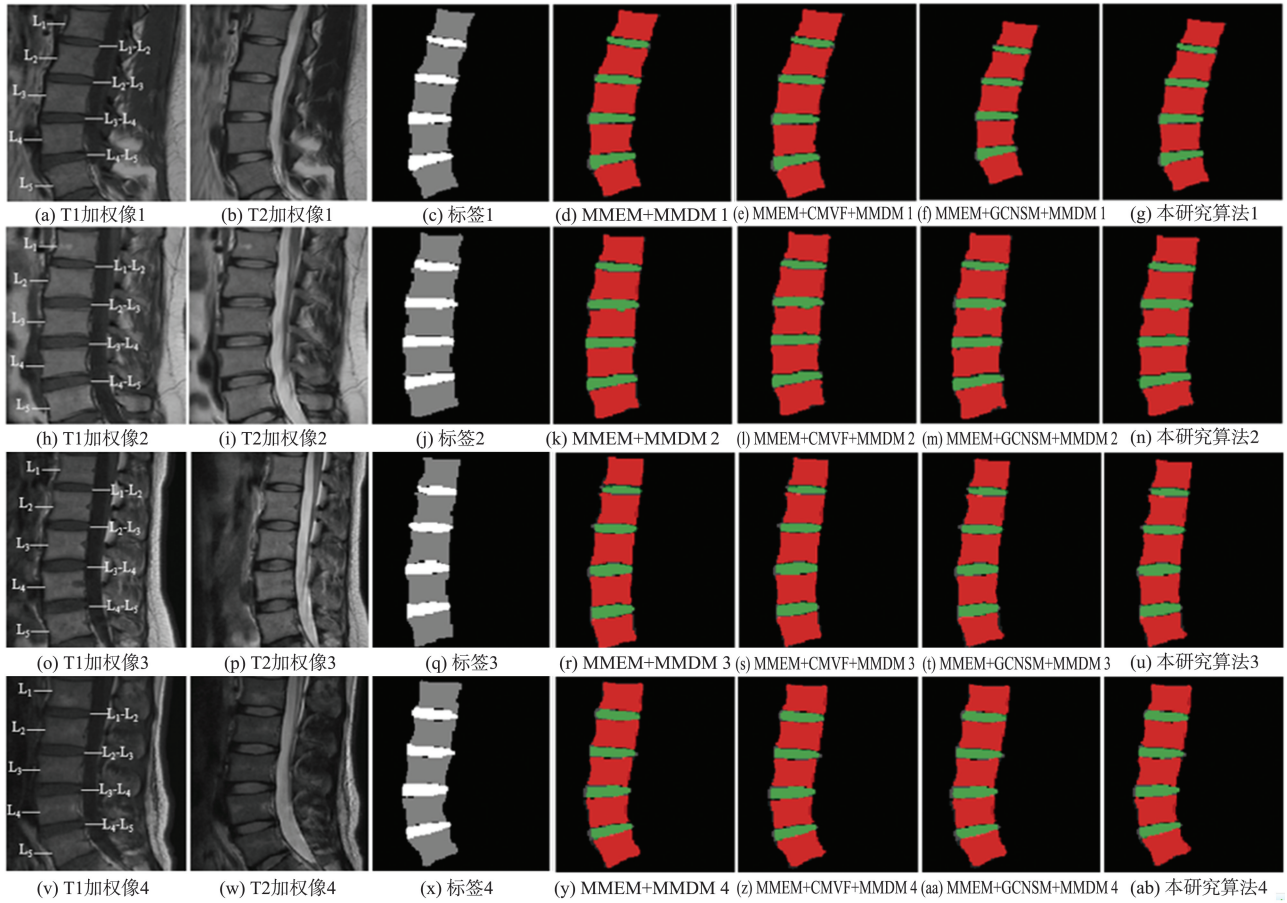 L₁
L₁-L₂
L₂
L₂-L₃
L₃
L₃-L₄
L₄
L₄-L₅
L₅
(a) T1加权像1
(b) T2加权像1
(c) 标签1
(d) MMEM+MMDM 1
(e) MMEM+CMVF+MMDM 1
(f) MMEM+GCNSM+MMDM 1
(g) 本研究算法1
L₁
L₁-L₂
L₂
L₂-L₃
L₃
L₃-L₄
L₄
L₄-L₅
L₅
(h) T1加权像2
(i) T2加权像2
(j) 标签2
(k) MMEM+MMDM 2
(l) MMEM+CMVF+MMDM 2
(m) MMEM+GCNSM+MMDM 2
(n) 本研究算法2
L₁
L₁-L₂
L₂
L₂-L₃
L₃
L₃-L₄
L₄
L₄-L₅
L₅
(o) T1加权像3
(p) T2加权像3
(q) 标签3
(r) MMEM+MMDM 3
(s) MMEM+CMVF+MMDM 3
(t) MMEM+GCNSM+MMDM 3
(u) 本研究算法3
L₁
L₁-L₂
L₂
L₂-L₃
L₃
L₃-L₄
L₄
L₄-L₅
L₅
(v) T1加权像4
(w) T2加权像4
(x) 标签4
(y) MMEM+MMDM 4
(z) MMEM+CMVF+MMDM 4
(aa) MMEM+GCNSM+MMDM 4
(ab) 本研究算法4